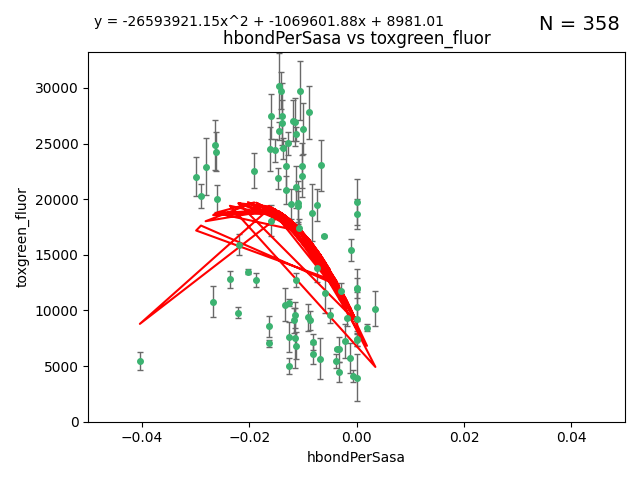 y = -26593921.15x^2 + -1069601.88x + 8981.01
N = 358
hbondPerSasa vs toxgreen_fluor
toxgreen_fluor
30000
25000
20000
15000
10000
5000
0
−0.04
−0.02
0.00
0.02
0.04
hbondPerSasa